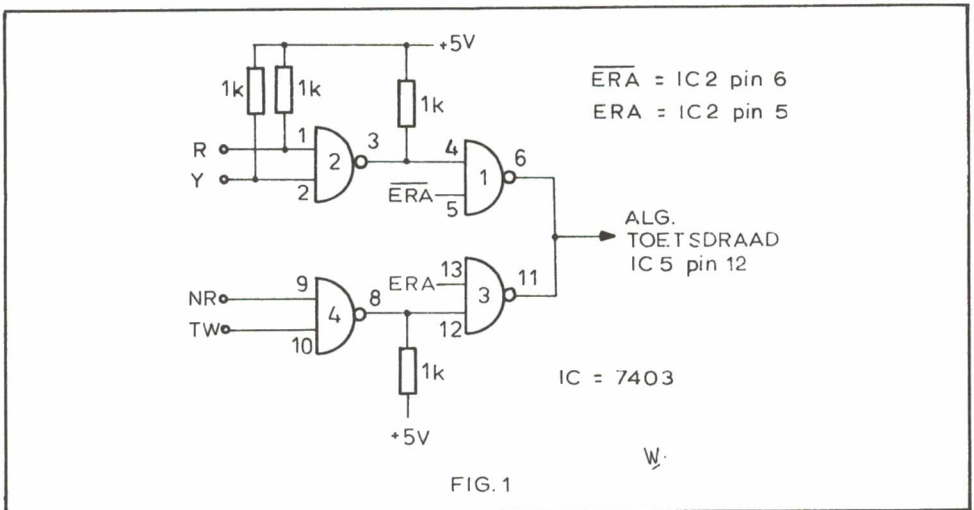 +5V
1k
1k
1k
R
Y
1
2
2
3
4
ERA
5
1
6
ERA = IC2 pin 6
ERA = IC2 pin 5
ALG.
TOETSDRAAD
IC5 pin 12
NR
TW
9
10
4
8
ERA
13
12
3
11
1k
+5V
IC = 7403
W.
FIG. 1